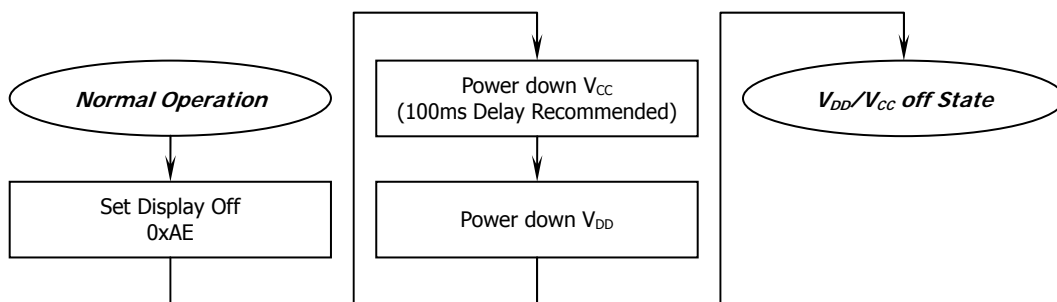 Normal Operation
Set Display Off
0xAE
Power down VCC
(100ms Delay Recommended)
Power down VDD
VDD/VCC off State